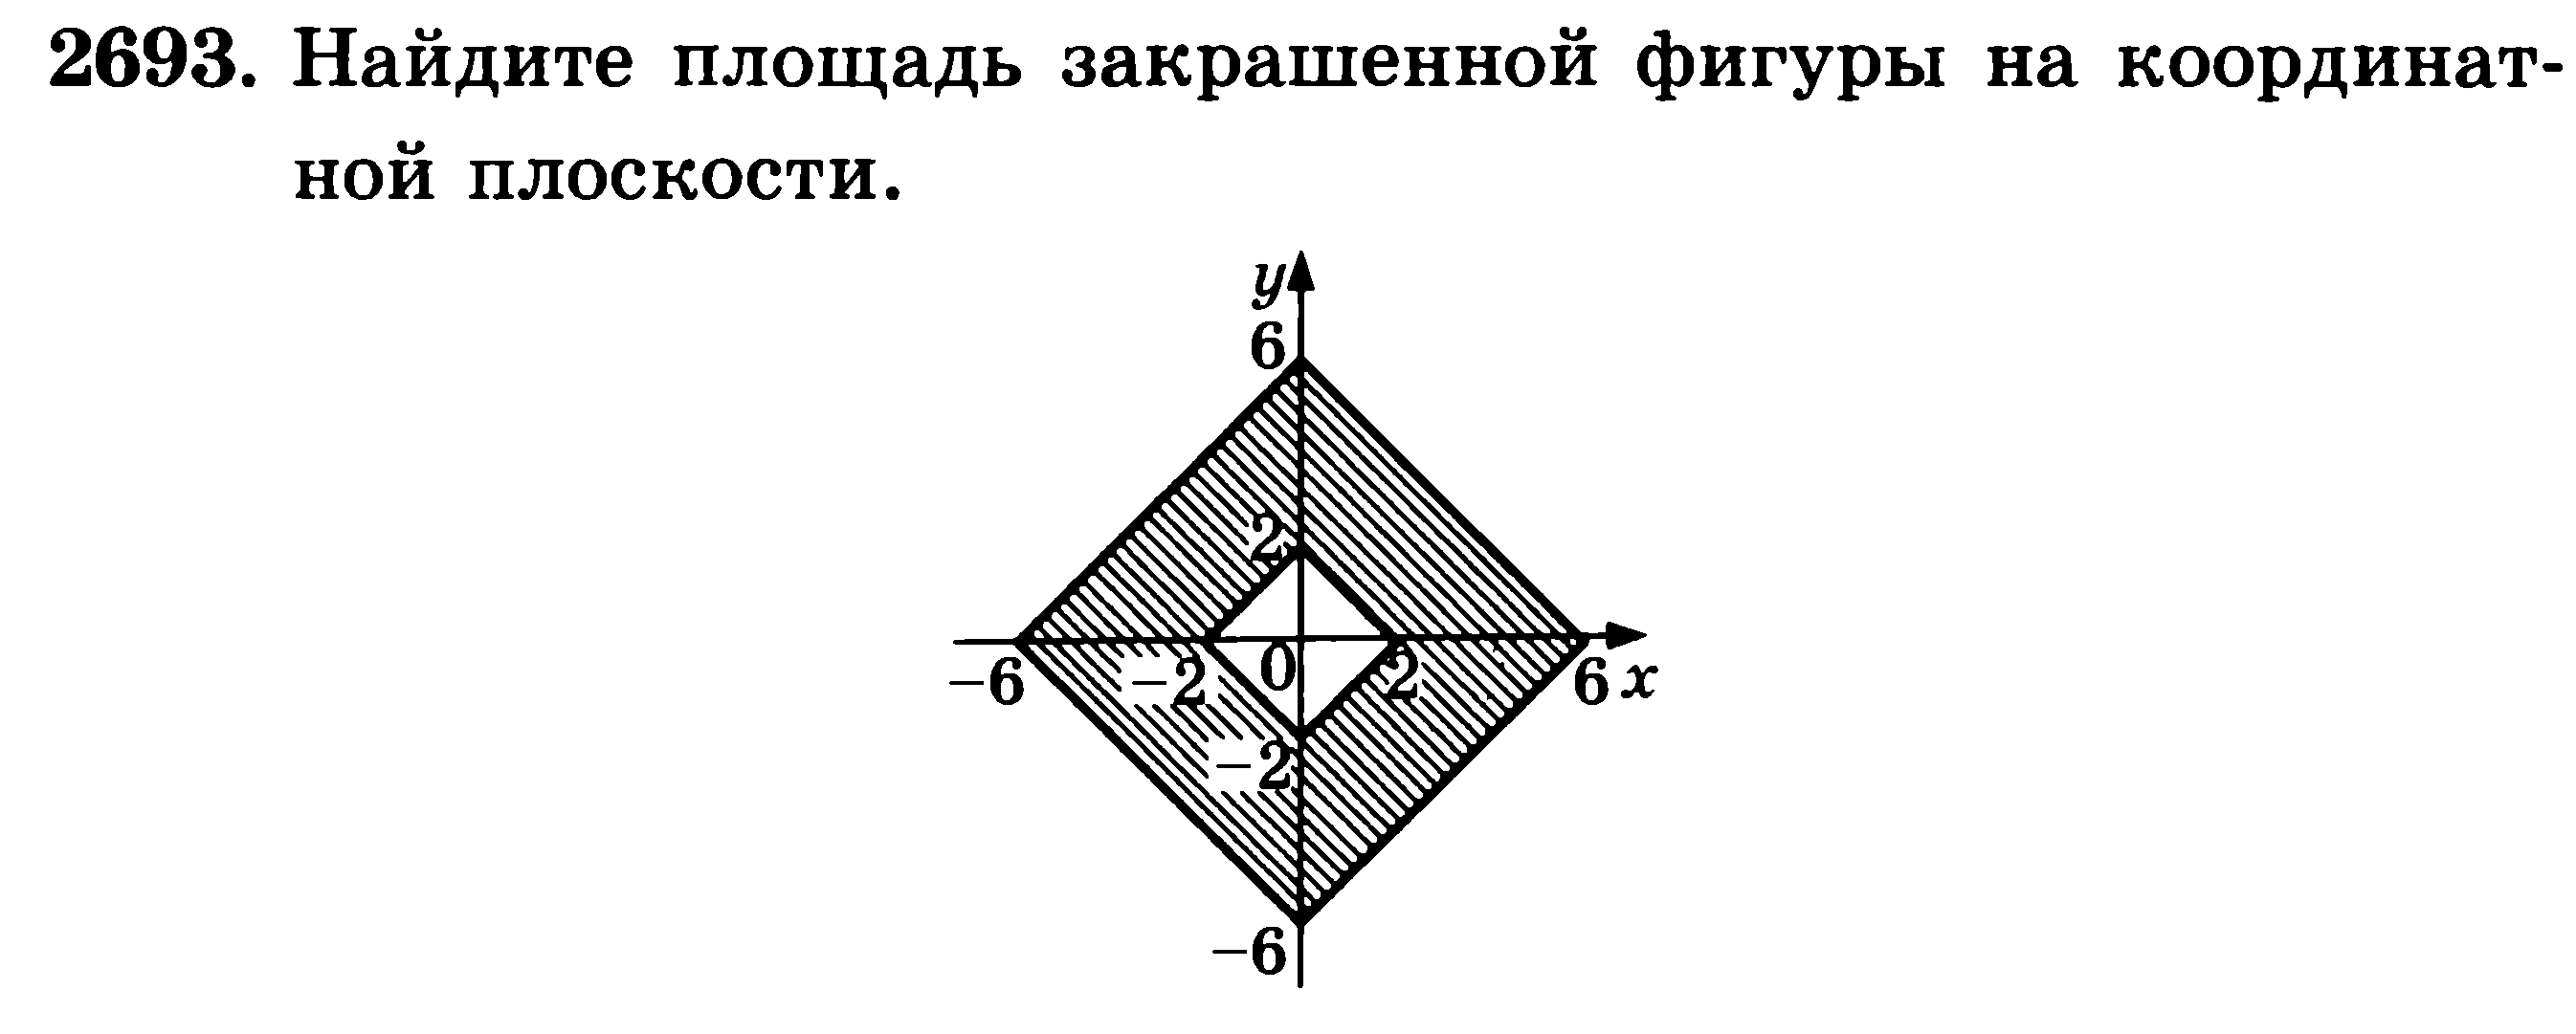 2693. Найдите площадь закрашенной фигуры на координат-
ной плоскости.
y
6
2
-6
-2
0
2
6 x
-2
-6